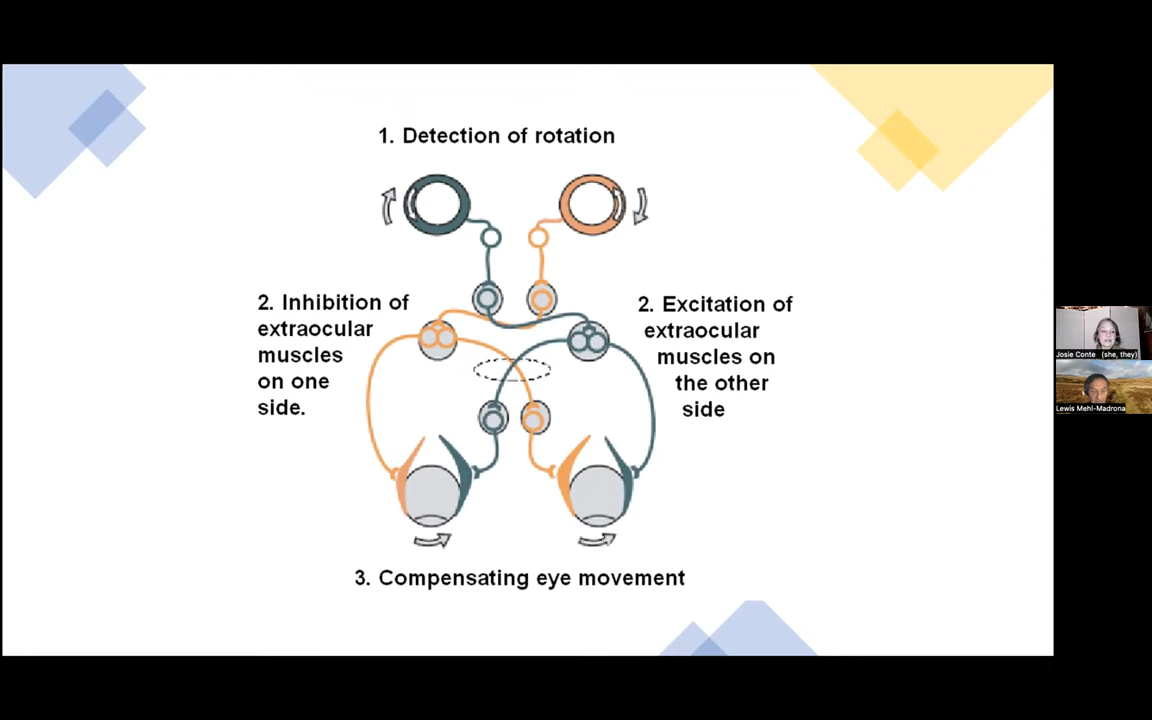 1. Detection of rotation
2. Inhibition of
extraocular
muscles
on one
side.
2. Excitation of
extraocular
muscles on
the other
side
3. Compensating eye movement
Josie Conte (she, they)
Lewis Mehl-Madrona